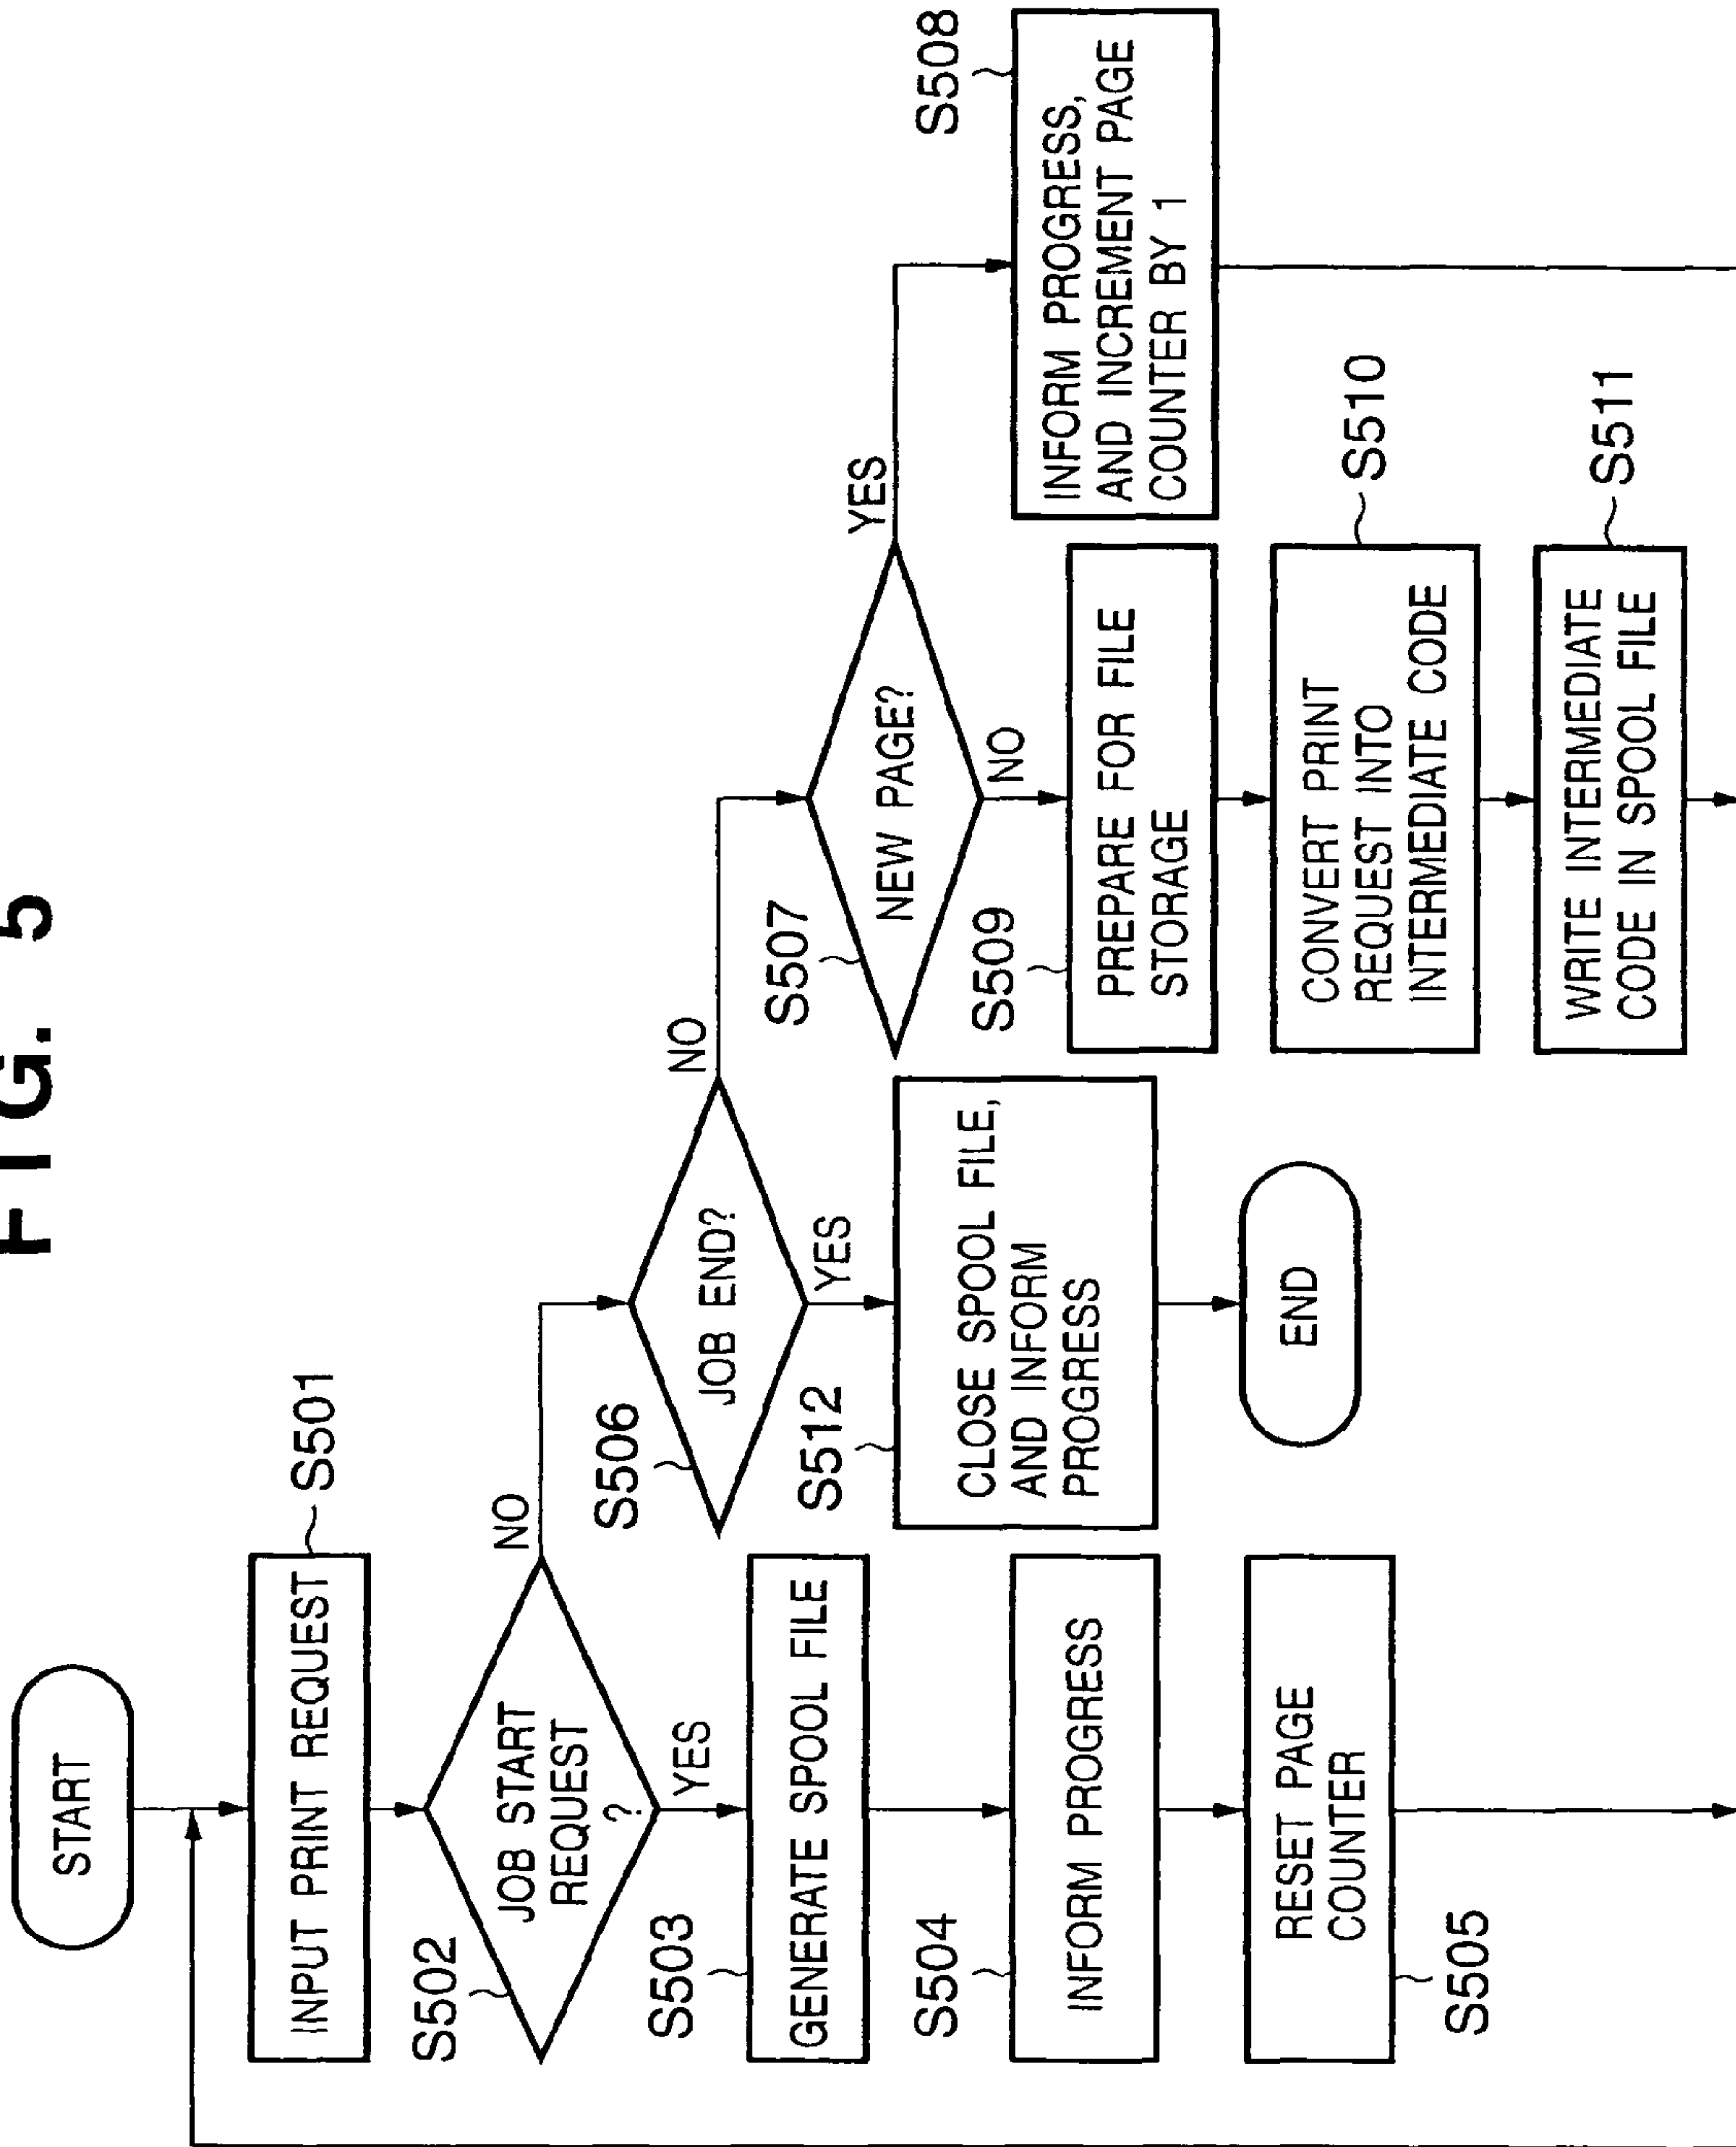 FIG. 5
START
INPUT PRINT REQUEST
S501
S502
JOB START
REQUEST
?
NO
YES
S503
GENERATE SPOOL FILE
S504
INFORM PROGRESS
RESET PAGE
COUNTER
S505
S506
JOB END?
NO
YES
S512
CLOSE SPOOL FILE,
AND INFORM
PROGRESS
END
S507
NEW PAGE?
YES
NO
S508
INFORM PROGRESS,
AND INCREMENT PAGE
COUNTER BY 1
S509
PREPARE FOR FILE
STORAGE
CONVERT PRINT
REQUEST INTO
INTERMEDIATE CODE
S510
WRITE INTERMEDIATE
CODE IN SPOOL FILE
S511